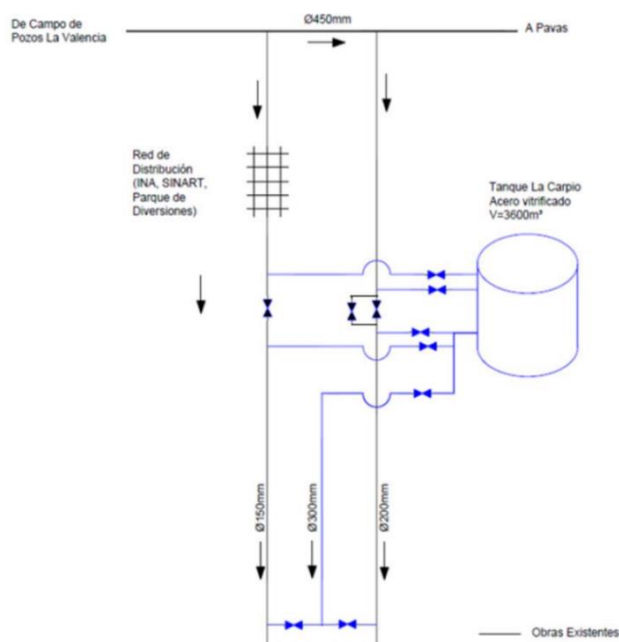 De Campo de
Pozos La Valencia
Ø450mm
A Pavas
Red de
Distribución
(INA, SINART,
Parque de
Diversiones)
Tanque La Carpio
Acero vitrificado
V=3600m³
Ø150mm
Ø300mm
Ø200mm
Obras Existentes